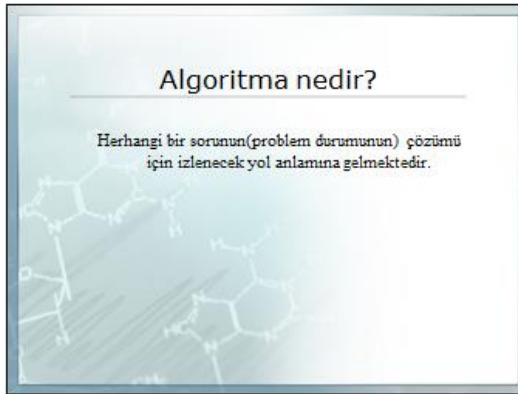 Algoritma nedir?
Herhangi bir sorunun(problem durumunun) çözümü
için izlenecek yol anlamına gelmektedir.